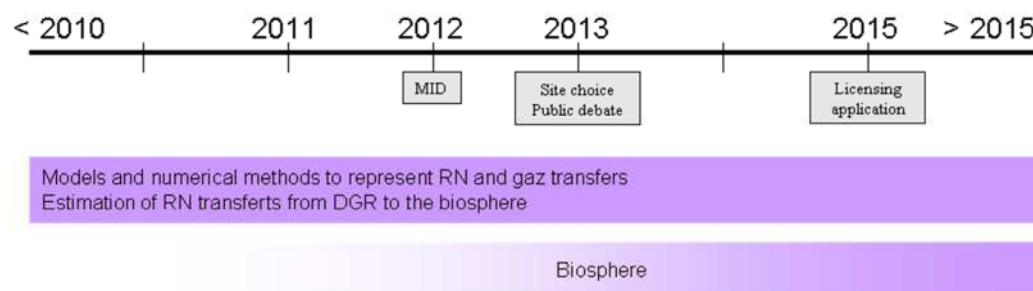 < 2010 2011 2012 2013 2015 > 2015
MID
Site choice
Public debate
Licensing
application
Models and numerical methods to represent RN and gaz transfers
Estimation of RN transferts from DGR to the biosphere
Biosphere